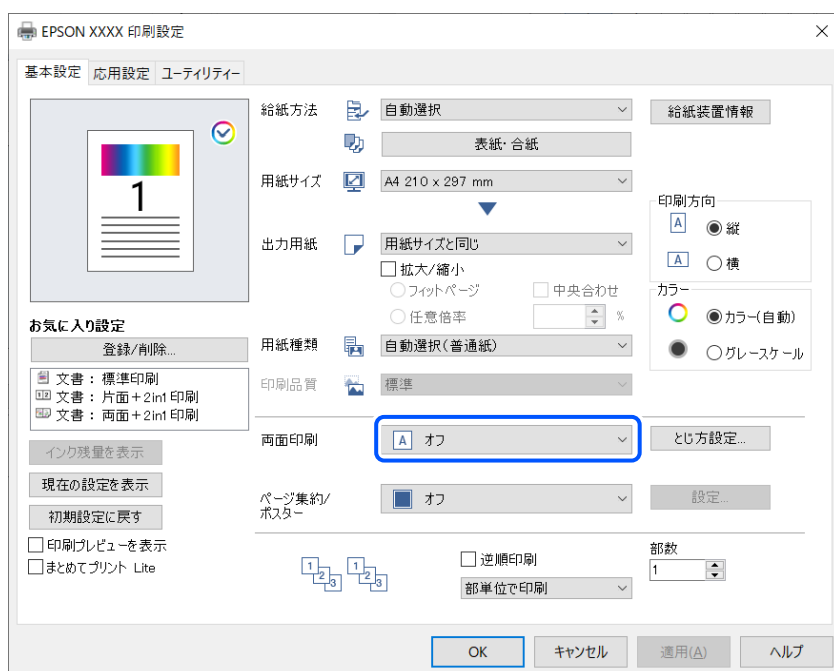 EPSON XXXX 印刷設定
基本設定 応用設定 ユーティリティー
1
お気に入り設定
登録/削除...
文書 : 標準印刷
1 2 文書 : 片面+2in1 印刷
文書 : 両面+2in1 印刷
インク残量を表示
現在の設定を表示
初期設定に戻す
印刷プレビューを表示
まとめてプリント Lite
給紙方法 自動選択 給紙装置情報
表紙・合紙
用紙サイズ A4 210 x 297 mm
出力用紙 用紙サイズと同じ
拡大/縮小
フィットページ 中央合わせ
任意倍率 %
用紙種類 自動選択(普通紙)
印刷品質 標準
印刷方向
A 縦
A 横
カラー
カラー(自動)
グレースケール
両面印刷 A オフ とじ方設定...
ページ集約/
ポスター
オフ 設定...
1 2 3 1 2 3
逆順印刷
部単位で印刷
部数
1
OK キャンセル 適用(A) ヘルプ